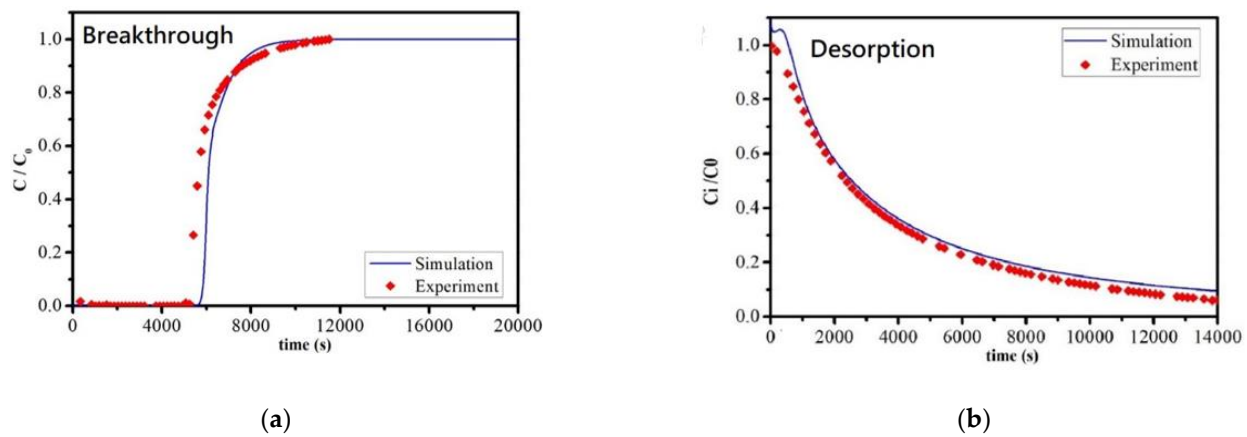 Breakthrough
1.0
0.8
0.6
0.4
0.2
0.0
C / C0
0 4000 8000 12000 16000 20000
time (s)
Simulation
Experiment
(a)
Desorption
1.0
0.8
0.6
0.4
0.2
0.0
Ci /C0
0 2000 4000 6000 8000 10000 12000 14000
time (s)
Simulation
Experiment
(b)